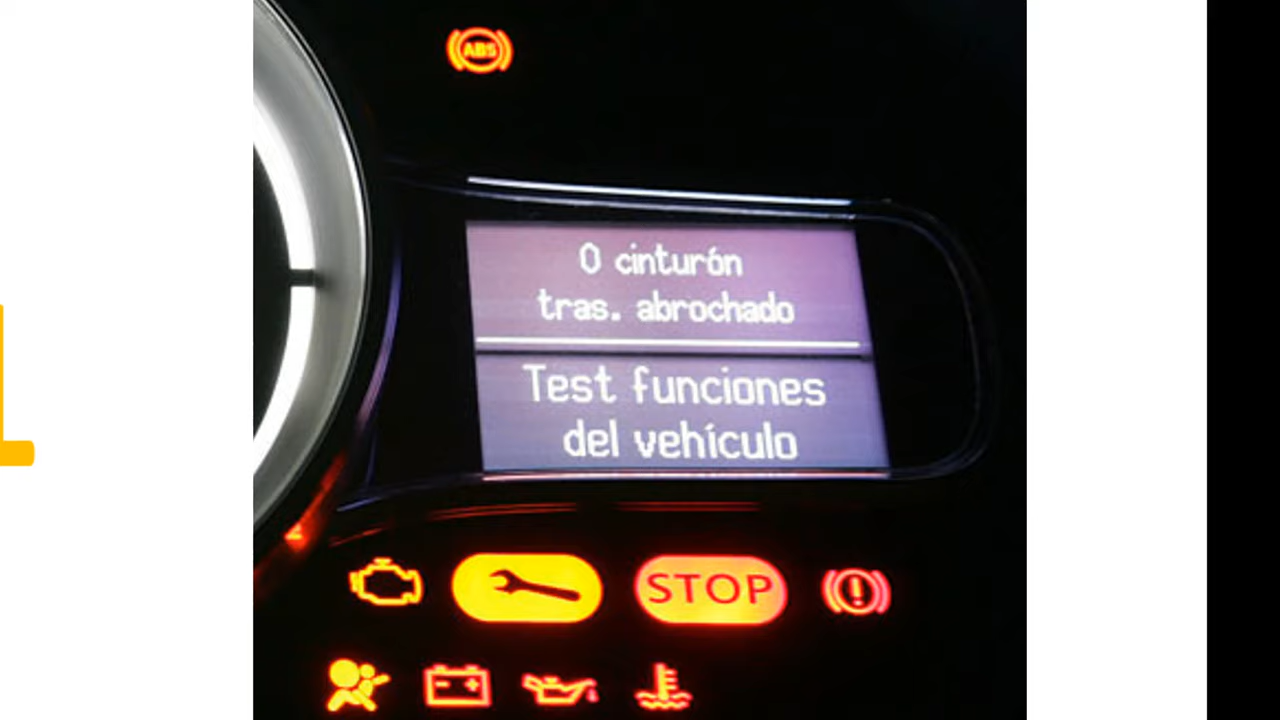 ABS
0 cinturón
tras. abrochado
Test funciones
del vehículo
STOP